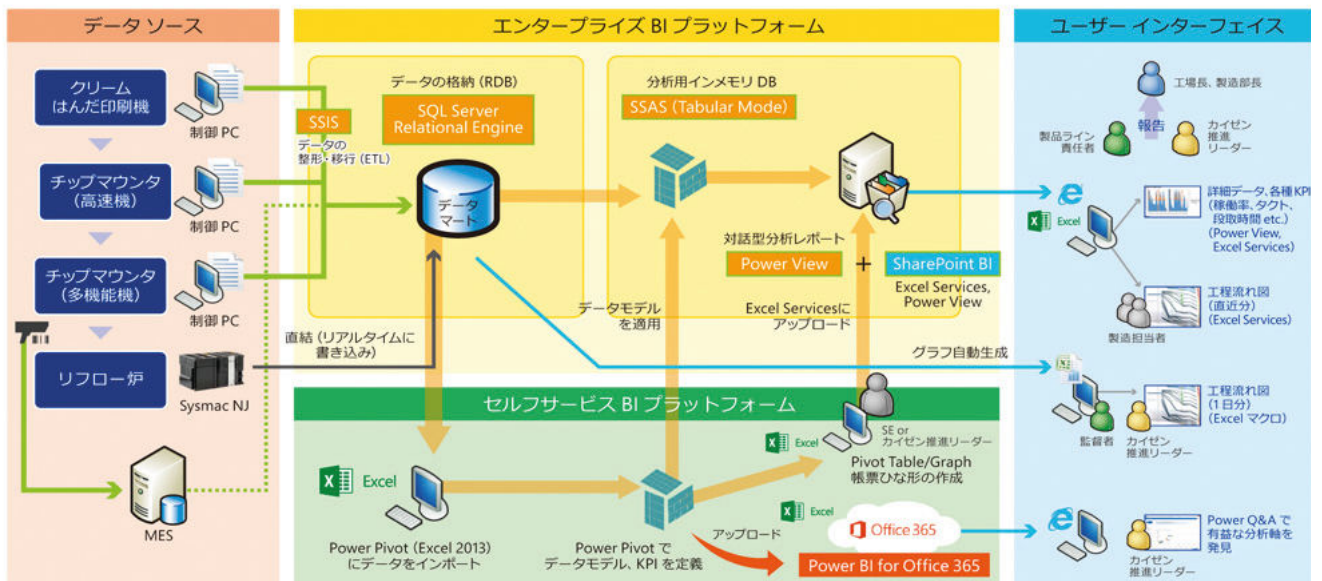 データ ソース
クリーム
はんだ印刷機
制御 PC
チップマウンタ
(高速機)
制御 PC
チップマウンタ
(多機能機)
制御 PC
リフロー炉
Sysmac NJ
MES
エンタープライズ BI プラットフォーム
SSIS
データの
整形・移行 (ETL)
データの格納 (RDB)
SQL Server
Relational Engine
データ
マート
分析用インメモリ DB
SSAS (Tabular Mode)
対話型分析レポート
Power View
+
SharePoint BI
Excel Services,
Power View
データモデル
を適用
Excel Servicesに
アップロード
直結 (リアルタイムに
書き込み)
グラフ自動生成
セルフサービス BI プラットフォーム
Excel
Power Pivot (Excel 2013)
にデータをインポート
Power Pivot で
データモデル、KPI を定義
Excel
SE or
カイゼン推進リーダー
Pivot Table/Graph
帳票ひな形の作成
アップロード
Excel
Office 365
Power BI for Office 365
ユーザー インターフェイス
工場長、製造部長
報告
製品ライン
責任者
カイゼン
推進
リーダー
Excel
詳細データ、各種 KPI
(稼働率、タクト、
段取時間 etc.)
(Power View,
Excel Services)
工程流れ図
(直近分)
(Excel Services)
製造担当者
工程流れ図
(1日分)
(Excel マクロ)
監督者
カイゼン
推進リーダー
Power Q&A で
有益な分析軸を
発見
カイゼン
推進リーダー